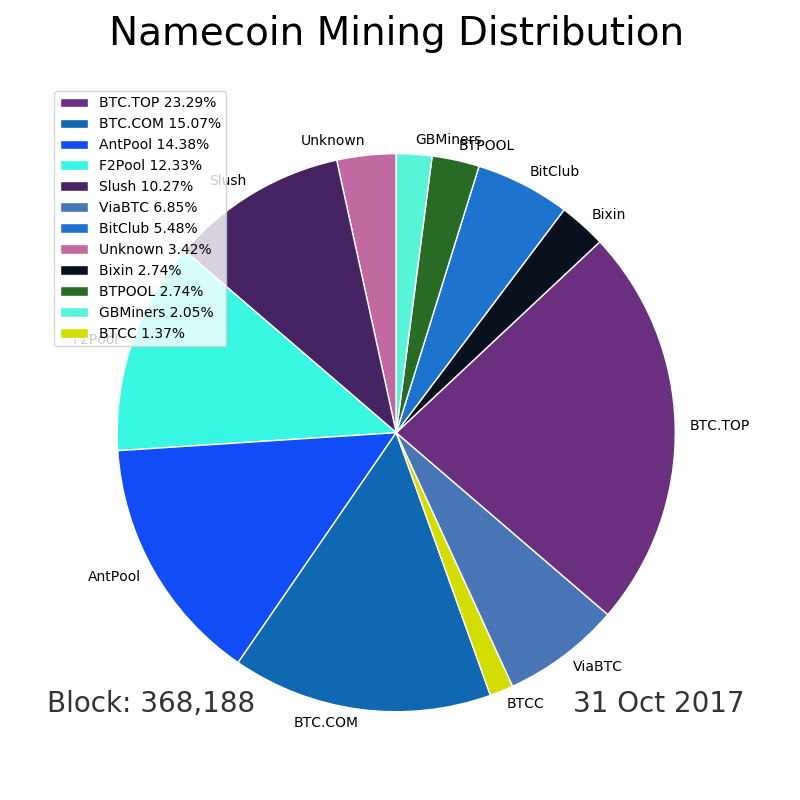 Namecoin Mining Distribution
BTC.TOP 23.29%
BTC.COM 15.07%
AntPool 14.38%
F2Pool 12.33%
Slush 10.27%
ViaBTC 6.85%
BitClub 5.48%
Unknown 3.42%
Bixin 2.74%
BTPOOL 2.74%
GBMiners 2.05%
BTCC 1.37%
Unknown
GBMiners
BTPOOL
BitClub
Bixin
Slush
F2Pool
BTC.TOP
AntPool
ViaBTC
BTCC
BTC.COM
Block: 368,188
31 Oct 2017